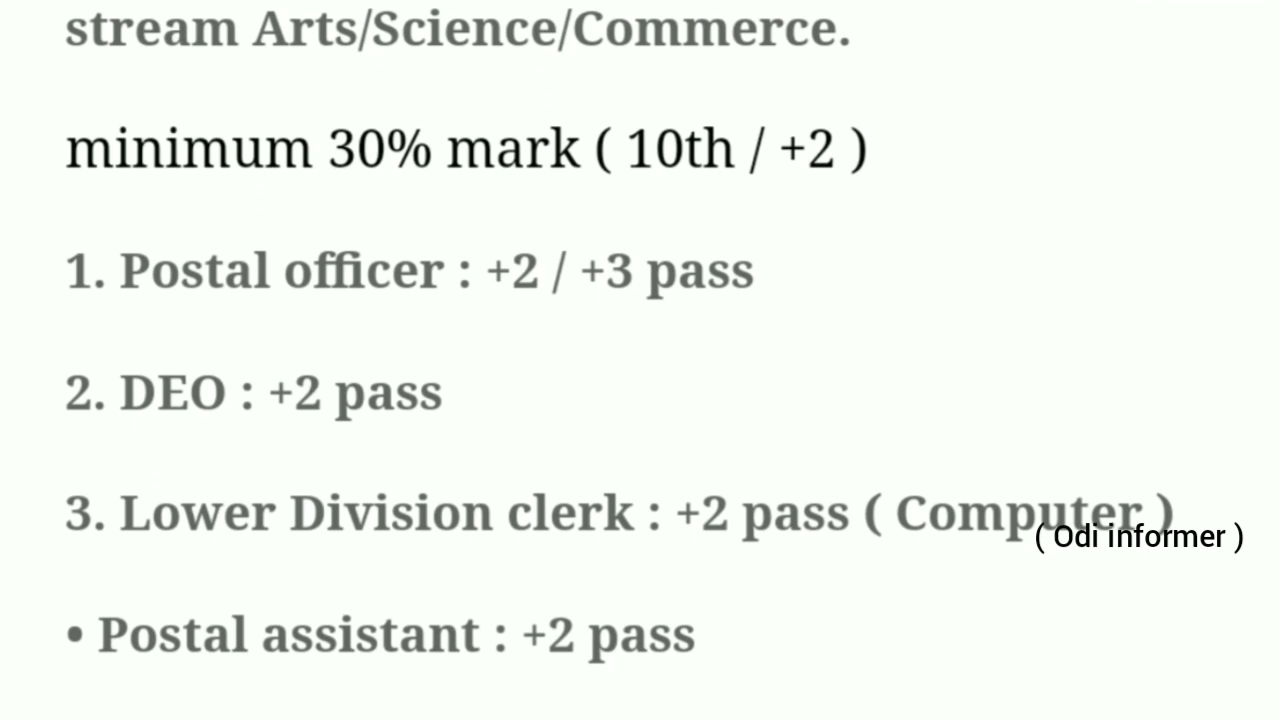 stream Arts/Science/Commerce.
minimum 30% mark ( 10th / +2 )
1. Postal officer : +2 / +3 pass
2. DEO : +2 pass
3. Lower Division clerk : +2 pass ( Computer )
( Odi informer )
• Postal assistant : +2 pass